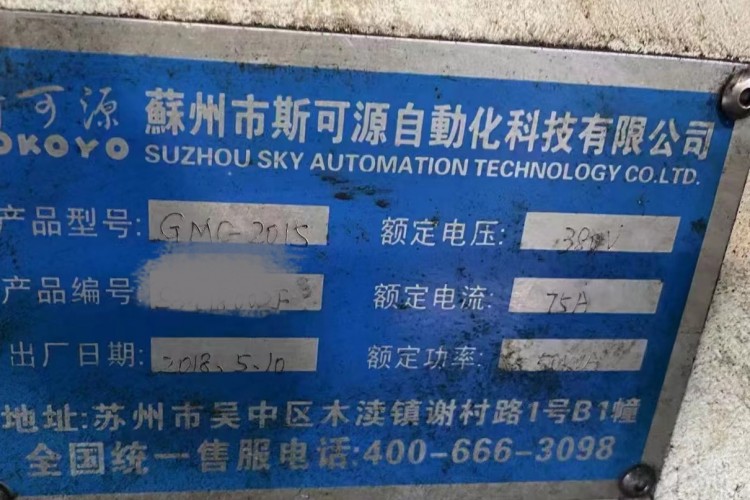 可源 蘇州市斯可源自動化科技有限公司
OKOYO SUZHOU SKY AUTOMATION TECHNOLOGY CO.LTD.
产品型号: GMC-2015 额定电压: 380V
产品编号 额定电流: 75A
出厂日期: 2018.5.10 额定功率:
地址:苏州市吴中区木渎镇谢村路1号B1幢
全国统一售服电话:400-666-3098